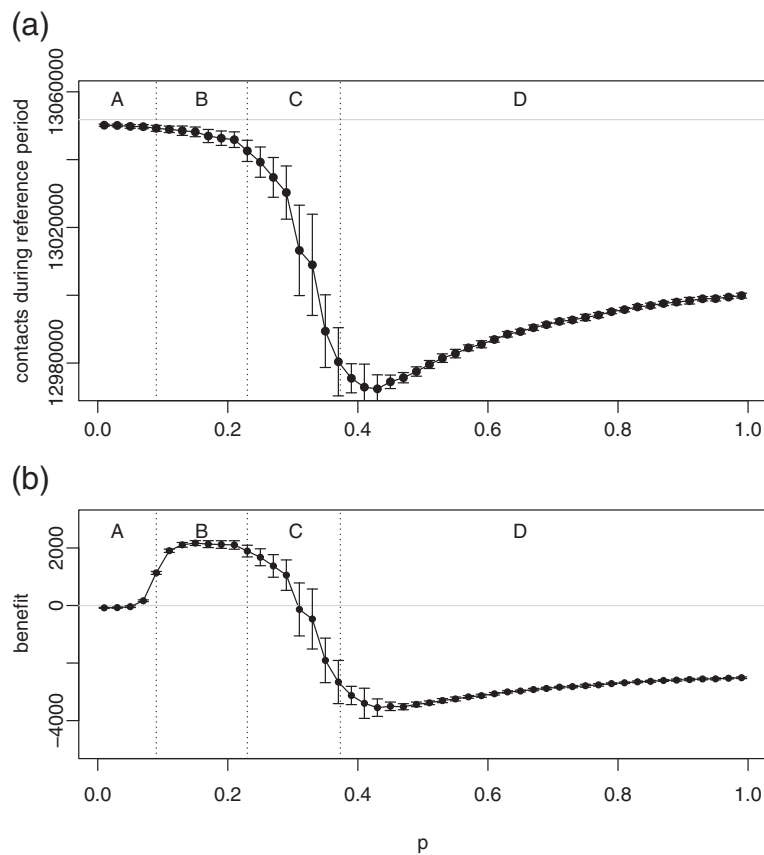 (a)
A B C D
13060000
13020000
12980000
contacts during reference period
0.0 0.2 0.4 0.6 0.8 1.0
(b)
A B C D
2000
0
−4000
benefit
0.0 0.2 0.4 0.6 0.8 1.0
p